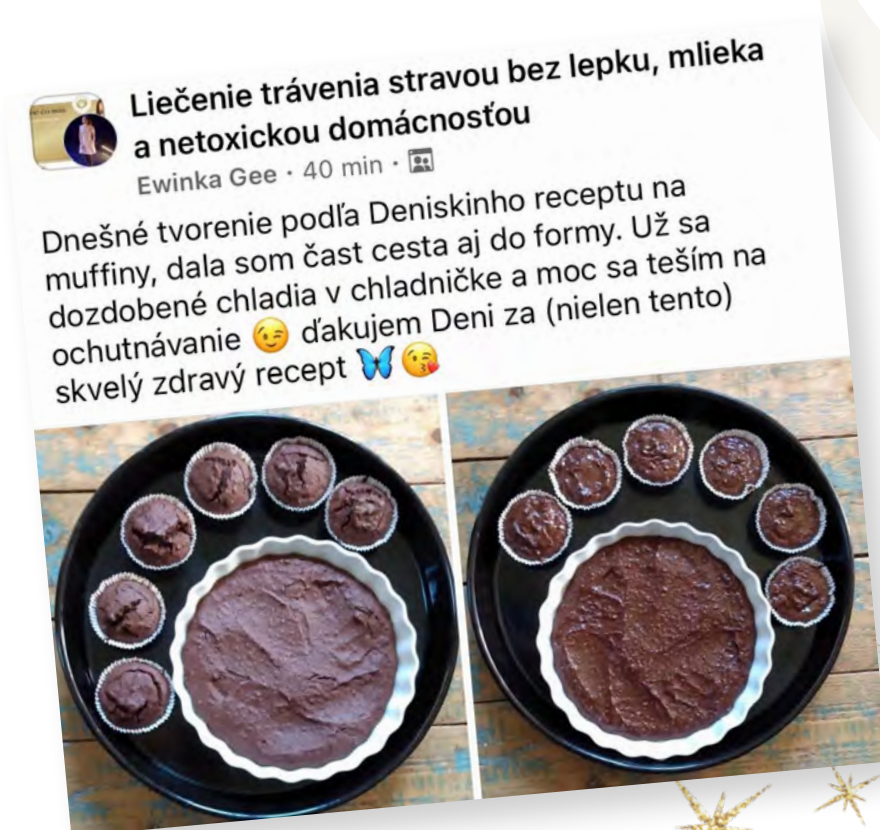 Liečenie trávenia stravou bez lepku, mlieka
a netoxickou domácnosťou
Ewinka Gee · 40 min ·
Dnešné tvorenie podľa Deniskinho receptu na
muffiny, dala som čast cesta aj do formy. Už sa
dozdobené chladia v chladničke a moc sa teším na
ochutnávanie 😉 ďakujem Deni za (nielen tento)
skvelý zdravý recept 🦋😘